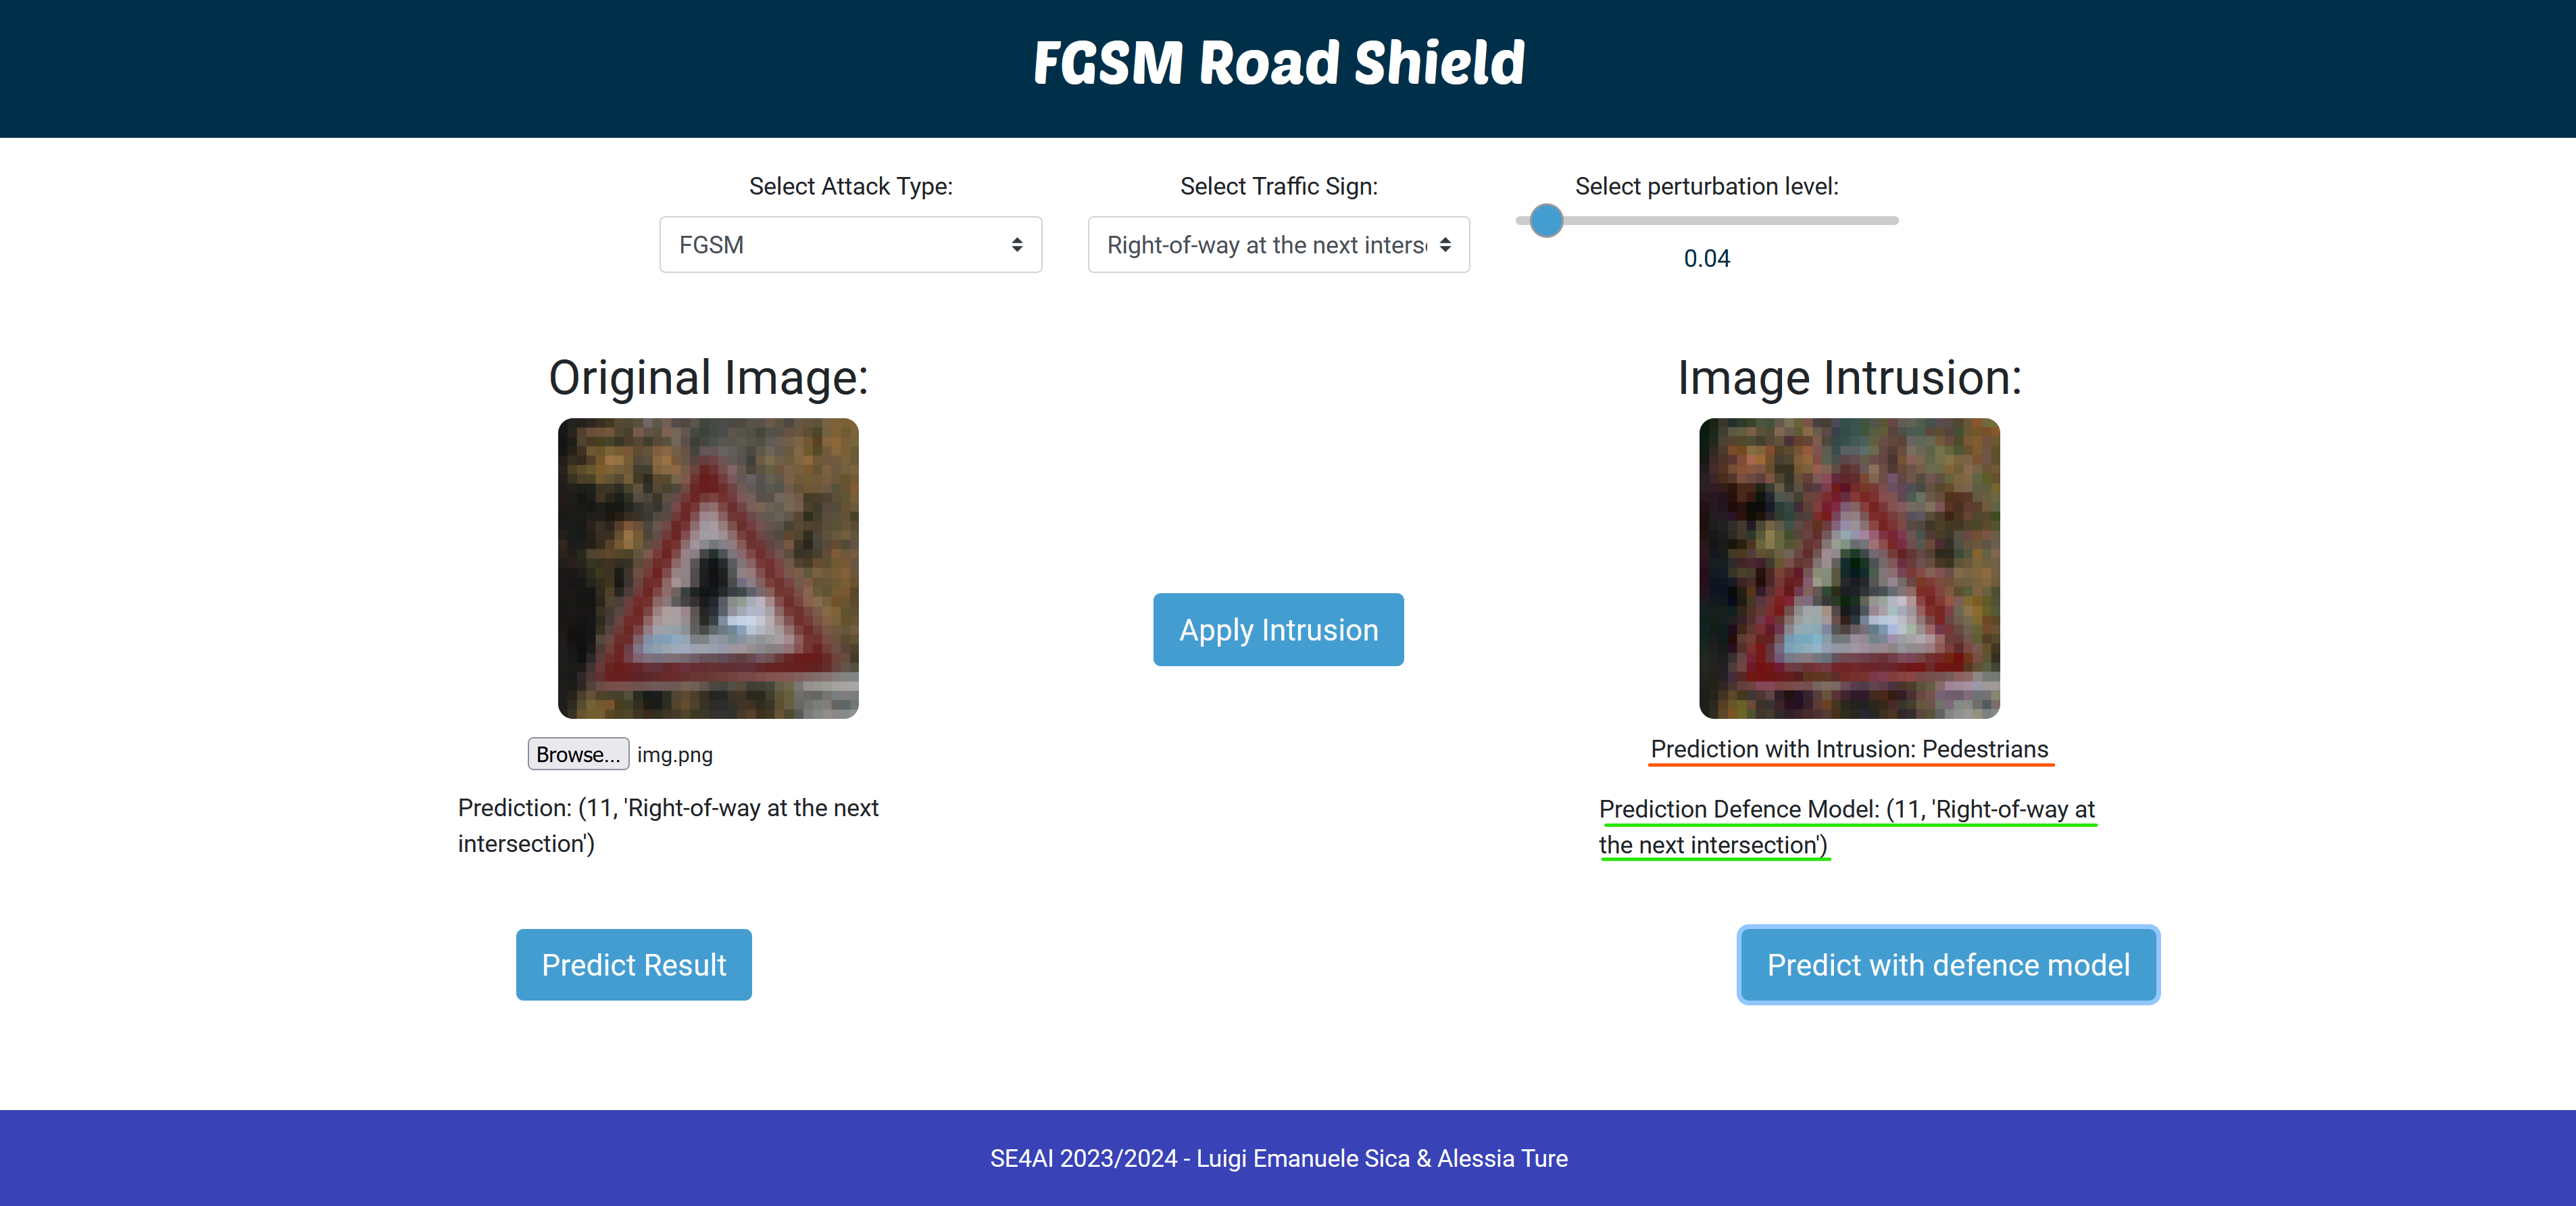 FGSM Road Shield
Select Attack Type:
Select Traffic Sign:
Select perturbation level:
FGSM
Right-of-way at the next inters
0.04
Original Image:
Image Intrusion:
Apply Intrusion
Browse... img.png
Prediction with Intrusion: Pedestrians
Prediction: (11, 'Right-of-way at the next
intersection')
Prediction Defence Model: (11, 'Right-of-way at
the next intersection')
Predict Result
Predict with defence model
SE4AI 2023/2024 - Luigi Emanuele Sica & Alessia Ture